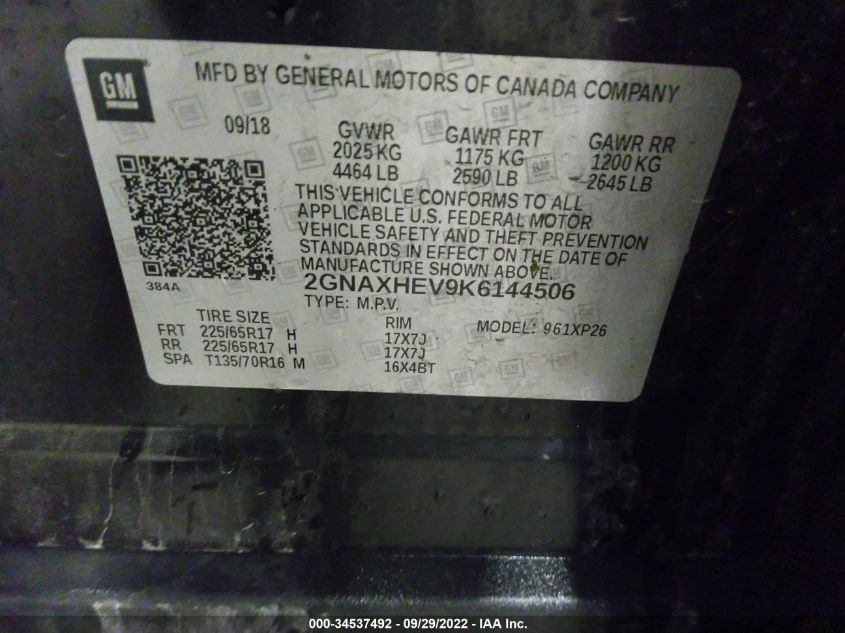 GM
MFD BY GENERAL MOTORS OF CANADA COMPANY
09/18 GVWR GAWR FRT GAWR RR
2025 KG 1175 KG 1200 KG
4464 LB 2590 LB 2645 LB
THIS VEHICLE CONFORMS TO ALL
APPLICABLE U.S. FEDERAL MOTOR
VEHICLE SAFETY AND THEFT PREVENTION
STANDARDS IN EFFECT ON THE DATE OF
MANUFACTURE SHOWN ABOVE.
384A 2GNAXHEV9K6144506
TYPE: M.P.V.
TIRE SIZE RIM MODEL: 961XP26
FRT 225/65R17 H 17X7J
RR 225/65R17 H 17X7J
SPA T135/70R16 M 16X4BT
000-34537492 - 09/29/2022 - IAA Inc.